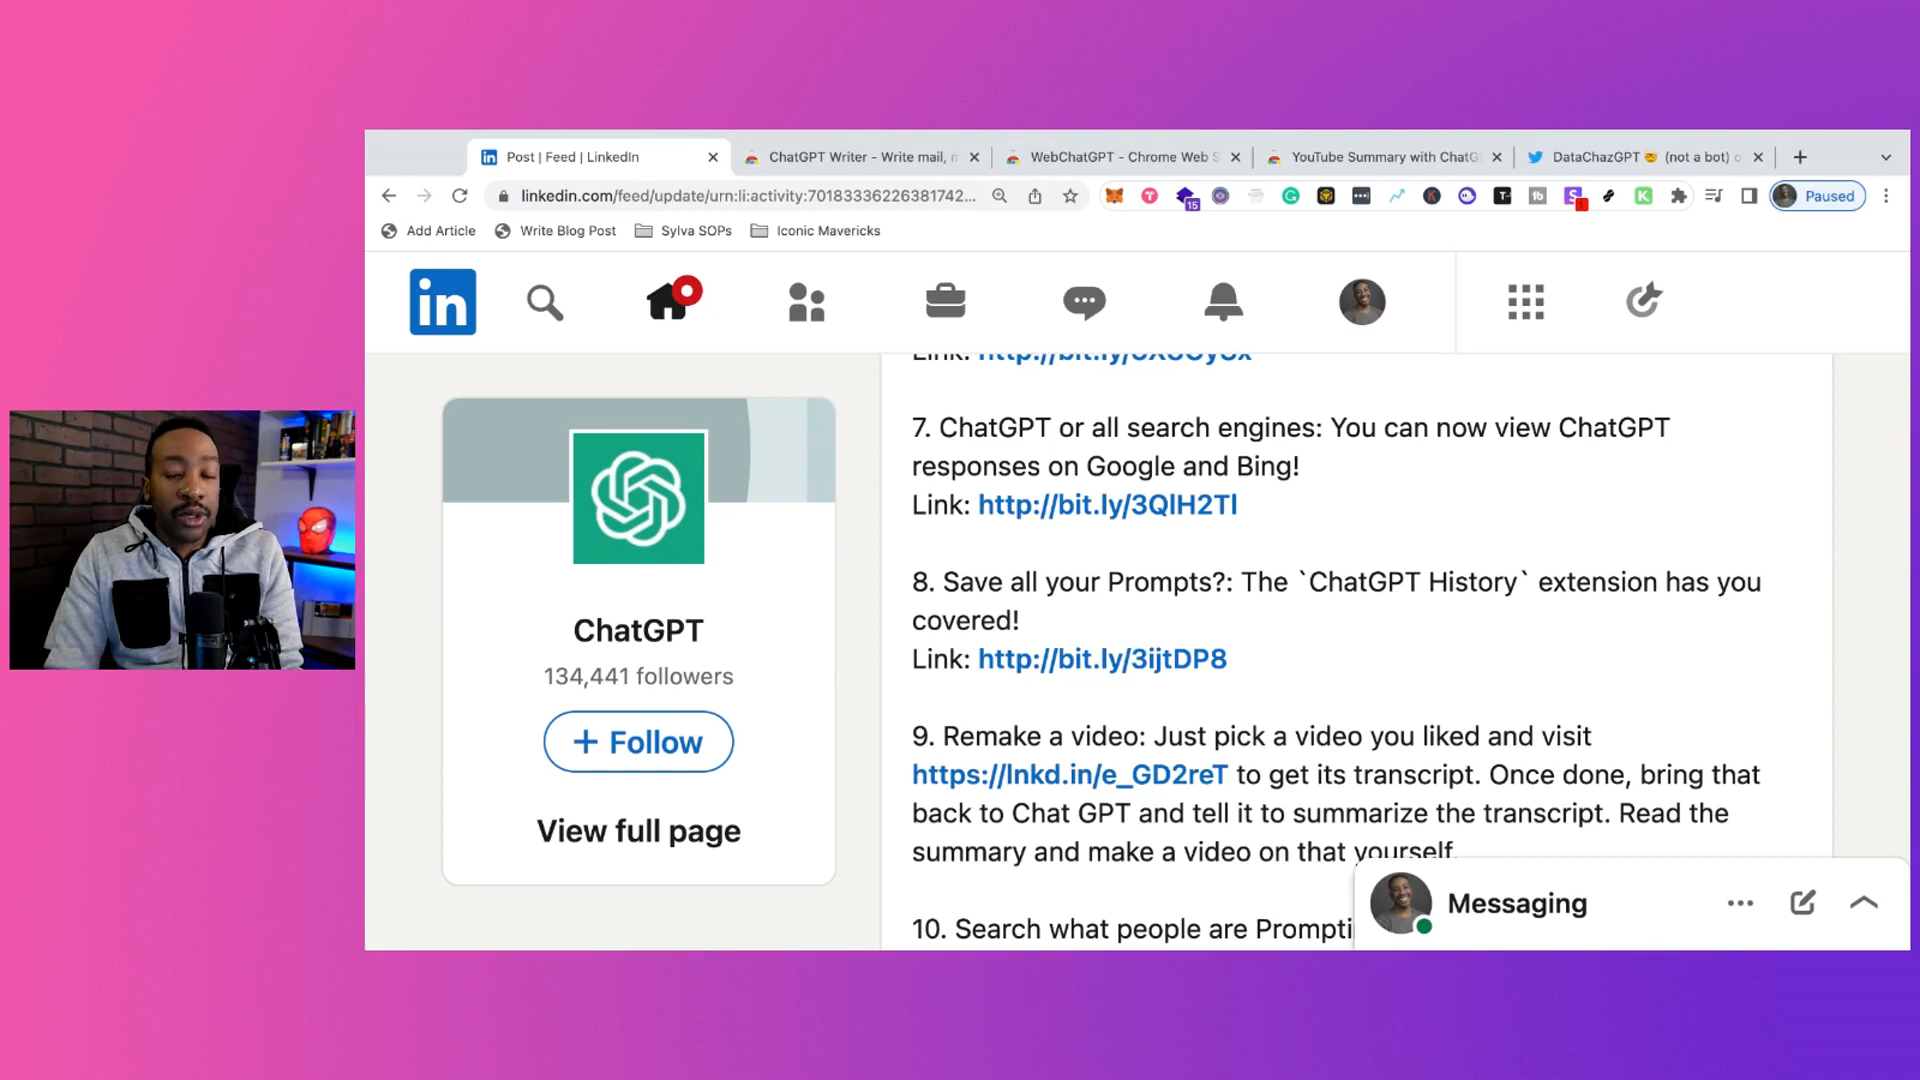 Post | Feed | LinkedIn
ChatGPT Writer - Write mail,
WebChatGPT - Chrome Web S
YouTube Summary with ChatG
DataChazGPT 🤯 (not a bot)
linkedin.com/feed/update/urn:li:activity:70183336226381742...
15
1
Paused
Add Article
Write Blog Post
Sylva SOPs
Iconic Mavericks
in
ChatGPT
134,441 followers
+ Follow
View full page
Link:
7. ChatGPT or all search engines: You can now view ChatGPT
responses on Google and Bing!
Link: http://bit.ly/3QlH2Tl
8. Save all your Prompts?: The `ChatGPT History` extension has you
covered!
Link: http://bit.ly/3ijtDP8
9. Remake a video: Just pick a video you liked and visit
https://lnkd.in/e_GD2reT to get its transcript. Once done, bring that
back to Chat GPT and tell it to summarize the transcript. Read the
summary and make a video on that yourself.
10. Search what people are Prompti
Messaging